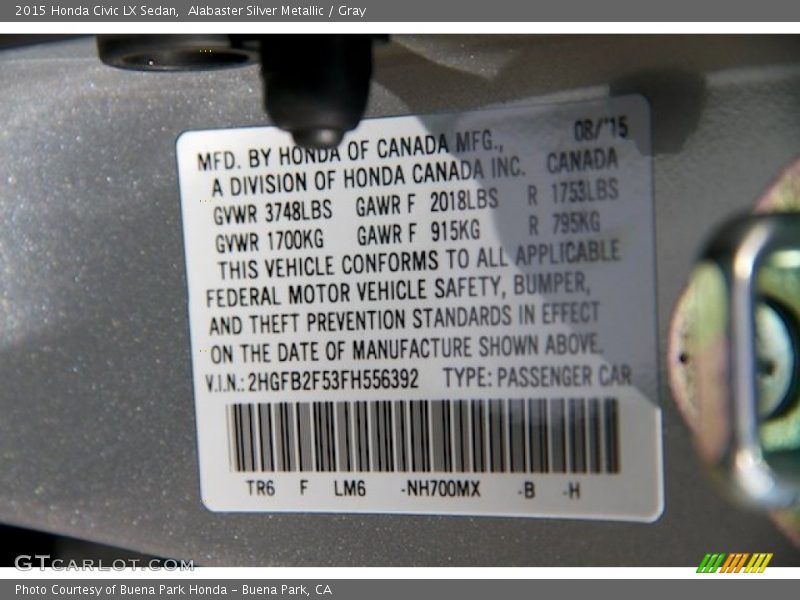 2015 Honda Civic LX Sedan,  Alabaster Silver Metallic / Gray
08/'15
MFD. BY HONDA OF CANADA MFG.,
A DIVISION OF HONDA CANADA INC. CANADA
GVWR 3748LBS GAWR F 2018LBS R 1753LBS
GVWR 1700KG GAWR F 915KG R 795KG
THIS VEHICLE CONFORMS TO ALL APPLICABLE
FEDERAL MOTOR VEHICLE SAFETY, BUMPER,
AND THEFT PREVENTION STANDARDS IN EFFECT
ON THE DATE OF MANUFACTURE SHOWN ABOVE.
V.I.N.: 2HGFB2F53FH556392 TYPE: PASSENGER CAR
TR6 F LM6 -NH700MX -B -H
GTCARLOT.COM
Photo Courtesy of Buena Park Honda - Buena Park, CA